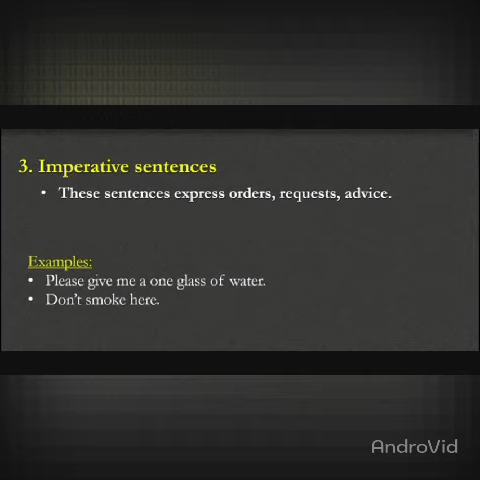 3. Imperative sentences
• These sentences express orders, requests, advice.
Examples:
• Please give me a one glass of water.
• Don't smoke here.
AndroVid